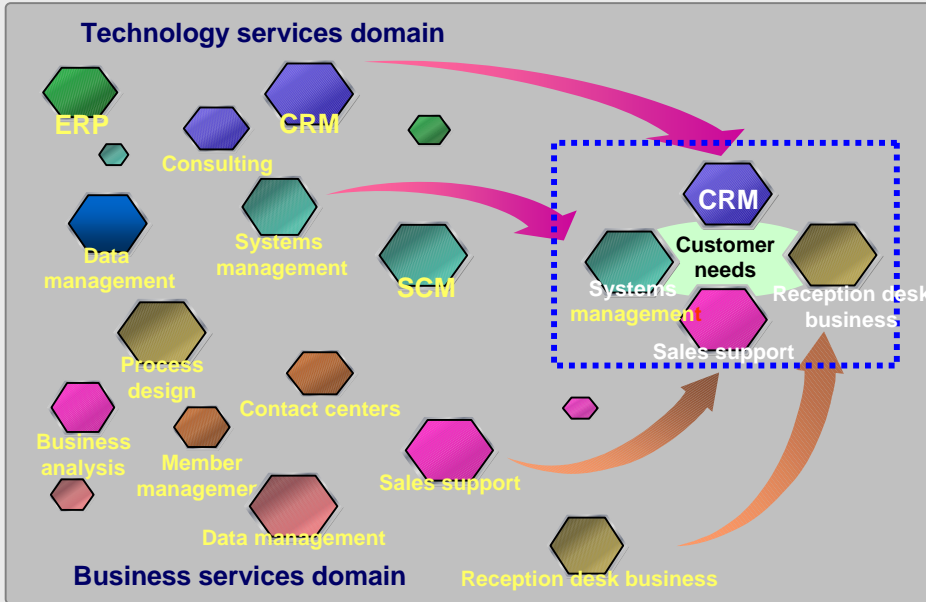 Technology services domain
ERP
CRM
Consulting
Data
management
Systems
management
SCM
Process
design
Contact centers
Business
analysis
Member
managemer
Sales support
Data management
Reception desk business
Business services domain
CRM
Customer
needs
Systems
management
Reception desk
business
Sales support